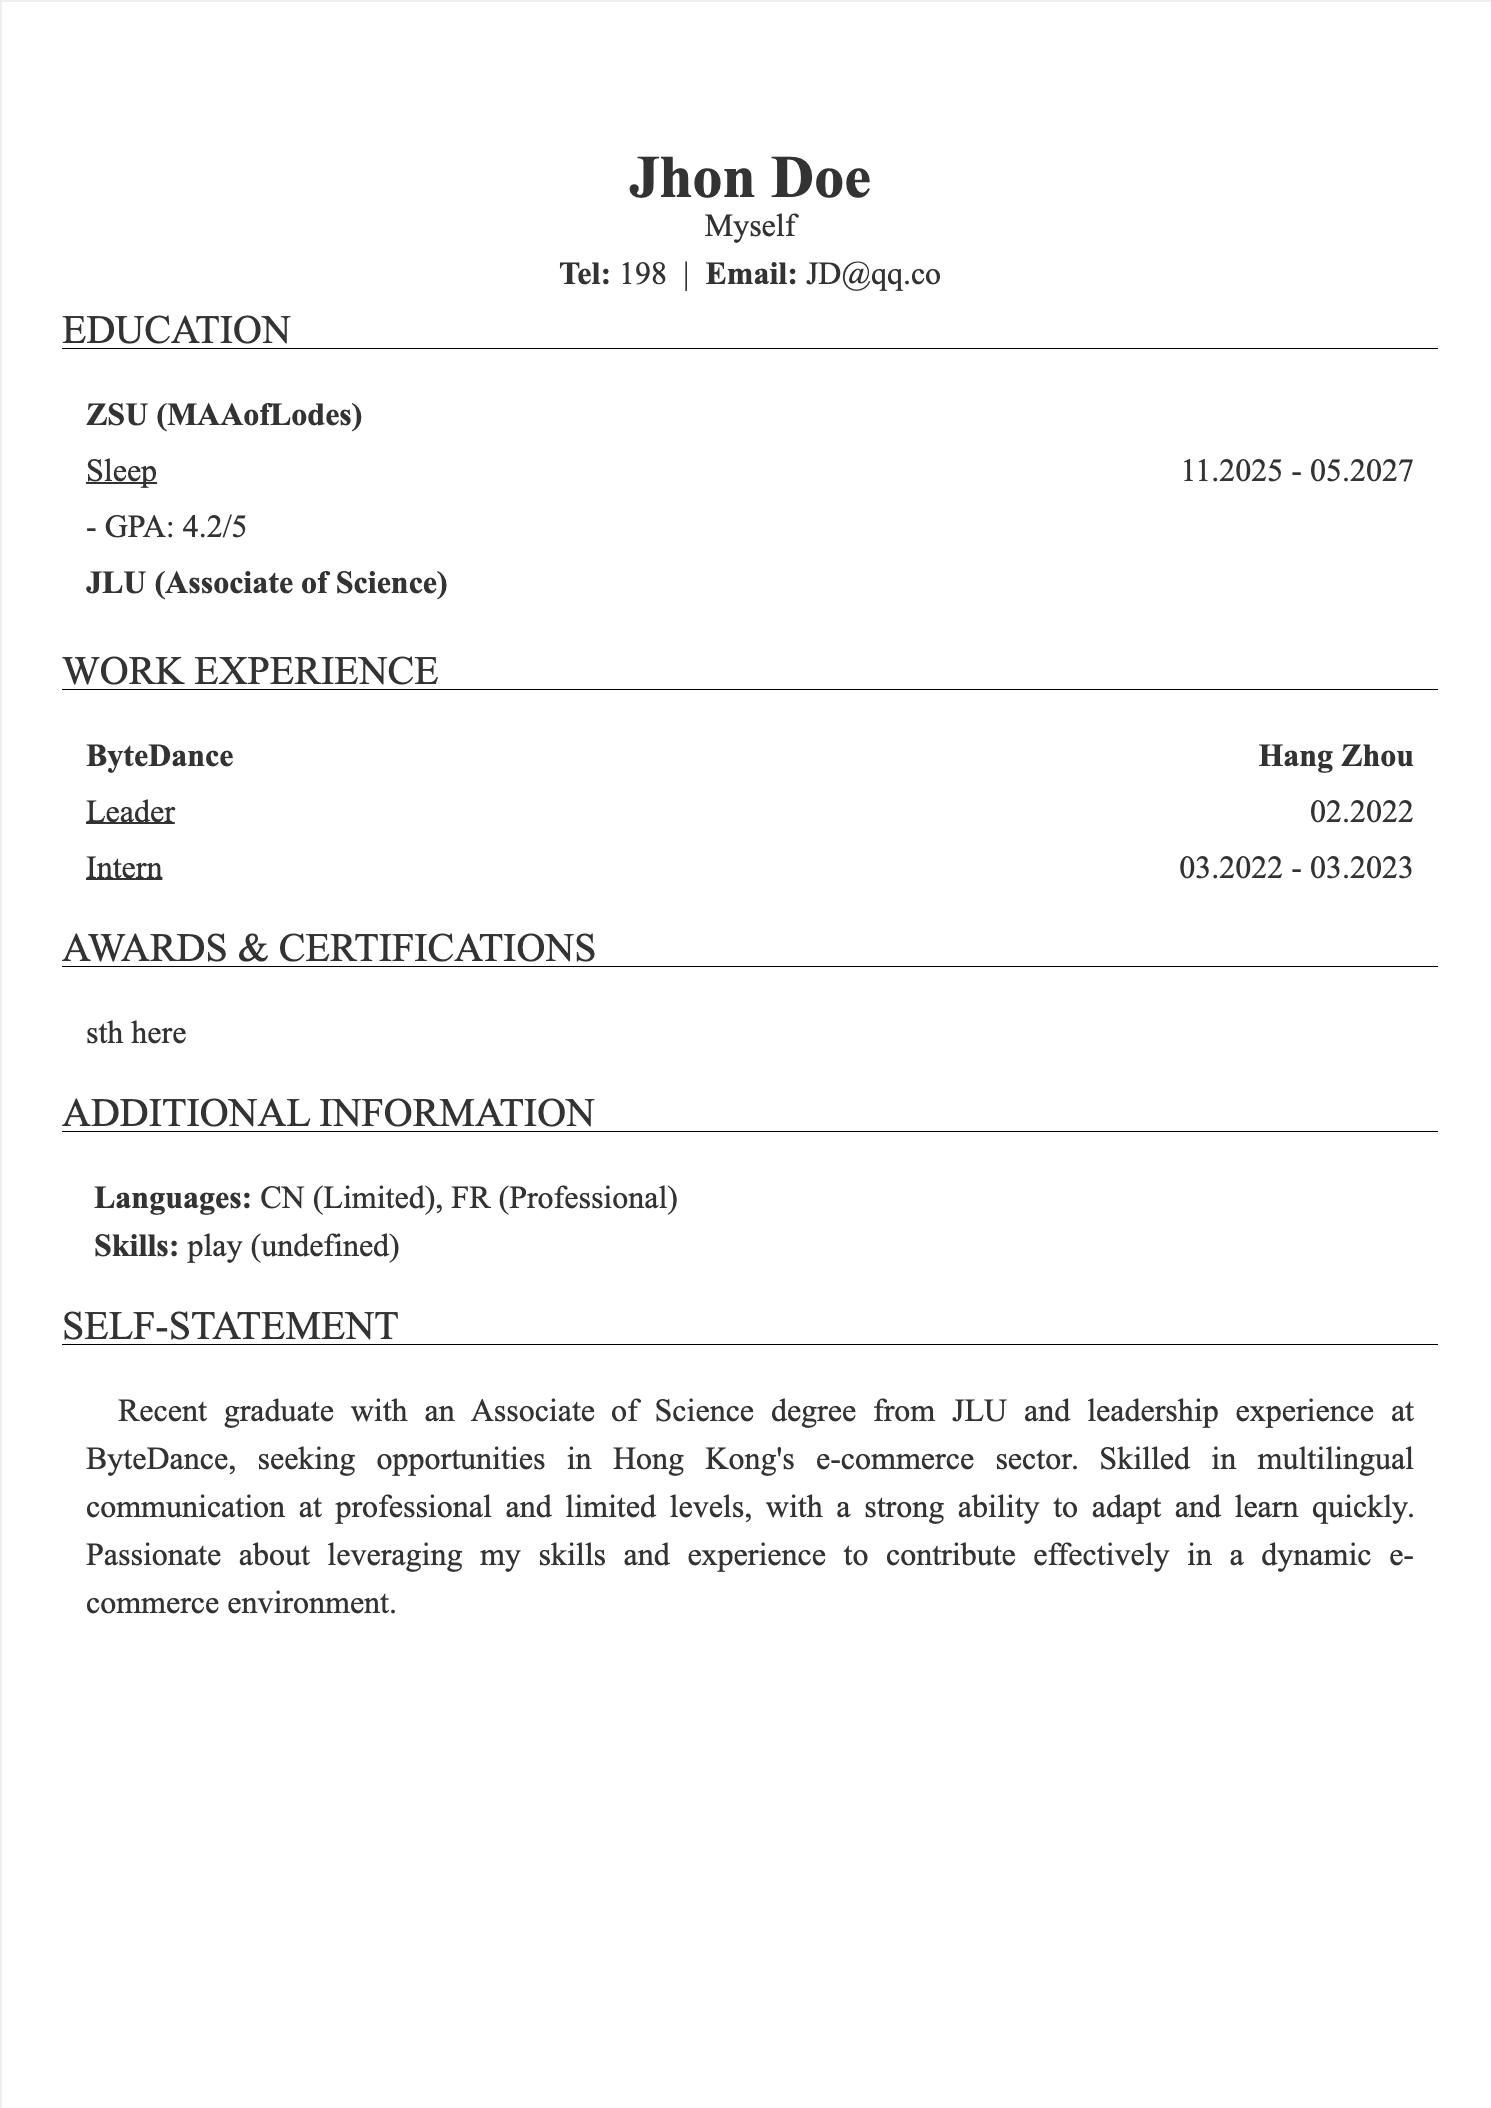 Jhon Doe
Myself
Tel: 198 | Email: JD@qq.co
EDUCATION
ZSU (MAAofLodes)
Sleep 11.2025 - 05.2027
- GPA: 4.2/5
JLU (Associate of Science)
WORK EXPERIENCE
ByteDance Hang Zhou
Leader 02.2022
Intern 03.2022 - 03.2023
AWARDS & CERTIFICATIONS
sth here
ADDITIONAL INFORMATION
Languages: CN (Limited), FR (Professional)
Skills: play (undefined)
SELF-STATEMENT
Recent graduate with an Associate of Science degree from JLU and leadership experience at
ByteDance, seeking opportunities in Hong Kong's e-commerce sector. Skilled in multilingual
communication at professional and limited levels, with a strong ability to adapt and learn quickly.
Passionate about leveraging my skills and experience to contribute effectively in a dynamic e-
commerce environment.